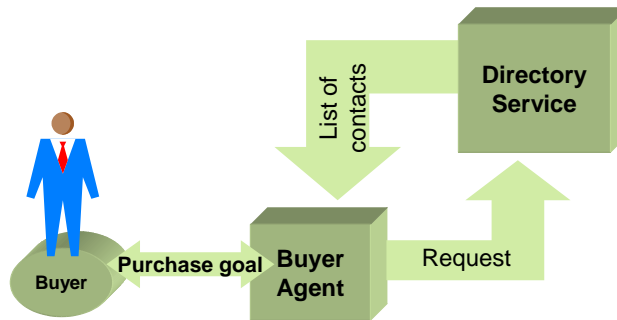 Directory
Service
List of
contacts
Buyer
Purchase goal
Buyer
Agent
Request